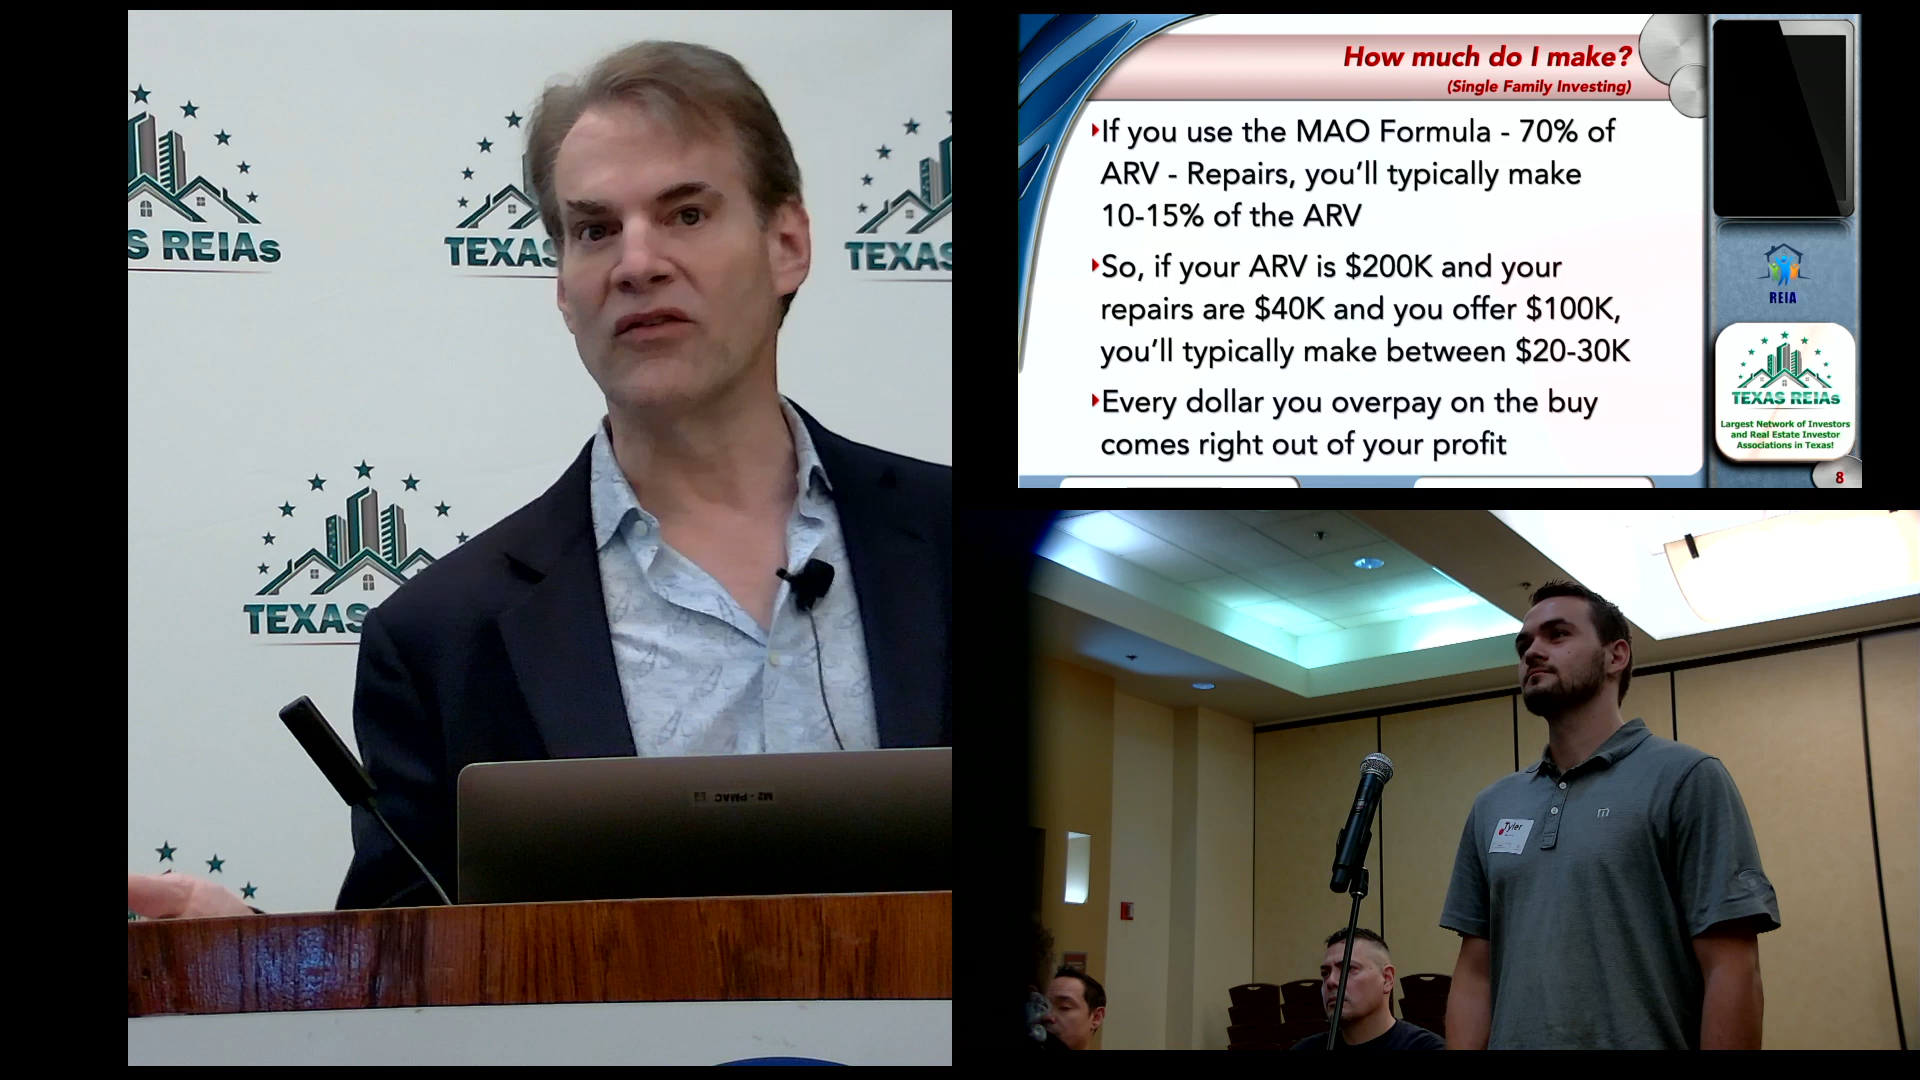 S REIAs
TEXAS
TEXAS
TEXAS
M2 - PMAC
How much do I make?
(Single Family Investing)
If you use the MAO Formula - 70% of
ARV - Repairs, you'll typically make
10-15% of the ARV
So, if your ARV is $200K and your
repairs are $40K and you offer $100K,
you'll typically make between $20-30K
Every dollar you overpay on the buy
comes right out of your profit
REIA
TEXAS REIAs
Largest Network of Investors
and Real Estate Investor
Associations in Texas!
8
Tyler
m